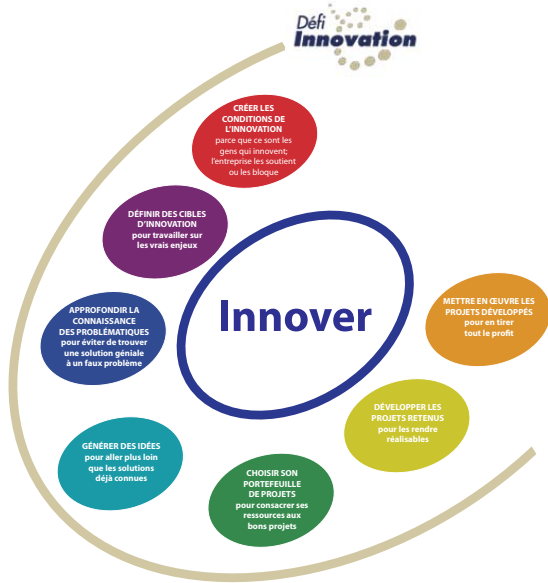 Défi
Innovation
CRÉER LES
CONDITIONS DE
L'INNOVATION
parce que ce sont les
gens qui innovent;
l'entreprise les soutient
ou les bloque
DÉFINIR DES CIBLES
D'INNOVATION
pour travailler sur
les vrais enjeux
APPROFONDIR LA
CONNAISSANCE
DES PROBLÉMATIQUES
pour éviter de trouver
une solution géniale
à un faux problème
GÉNÉRER DES IDÉES
pour aller plus loin
que les solutions
déjà connues
CHOISIR SON
PORTEFEUILLE
DE PROJETS
pour consacrer ses
ressources aux
bons projets
DÉVELOPPER LES
PROJETS RETENUS
pour les rendre
réalisables
METTRE EN ŒUVRE LES
PROJETS DÉVELOPPÉS
pour en tirer
tout le profit
Innover